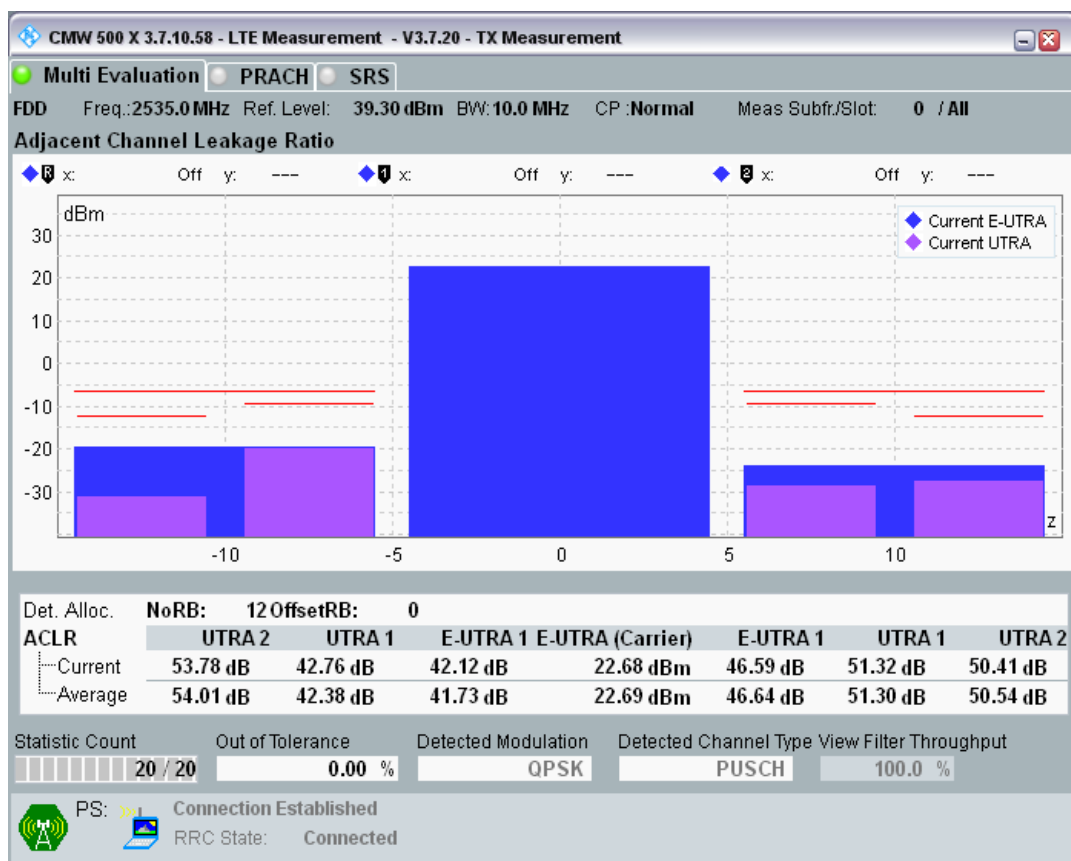 CMW 500 X 3.7.10.58 - LTE Measurement - V3.7.20 - TX Measurement
Multi Evaluation PRACH SRS
FDD Freq.:2535.0 MHz Ref. Level: 39.30 dBm BW:10.0 MHz CP :Normal Meas Subfr./Slot: 0 / All
Adjacent Channel Leakage Ratio
R x: Off y: --- 1 x: Off y: --- 2 x: Off y: ---
dBm
Current E-UTRA
Current UTRA
30
20
10
0
-10
-20
-30
z
-10 -5 0 5 10
Det. Alloc. NoRB: 12 OffsetRB: 0
ACLR UTRA 2 UTRA 1 E-UTRA 1 E-UTRA (Carrier) E-UTRA 1 UTRA 1 UTRA 2
Current 53.78 dB 42.76 dB 42.12 dB 22.68 dBm 46.59 dB 51.32 dB 50.41 dB
Average 54.01 dB 42.38 dB 41.73 dB 22.69 dBm 46.64 dB 51.30 dB 50.54 dB
Statistic Count Out of Tolerance Detected Modulation Detected Channel Type View Filter Throughput
20 / 20 0.00 % QPSK PUSCH 100.0 %
PS: Connection Established
RRC State: Connected